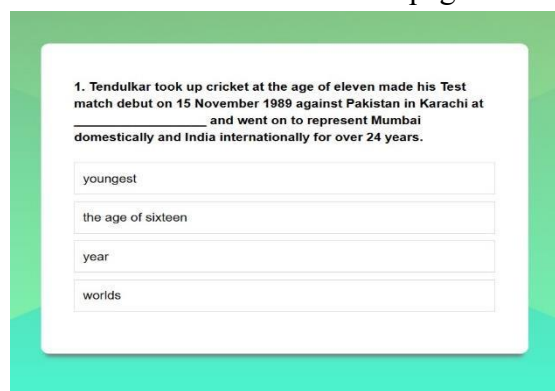 pag
1. Tendulkar took up cricket at the age of eleven made his Test
match debut on 15 November 1989 against Pakistan in Karachi at
___________________ and went on to represent Mumbai
domestically and India internationally for over 24 years.
youngest
the age of sixteen
year
worlds